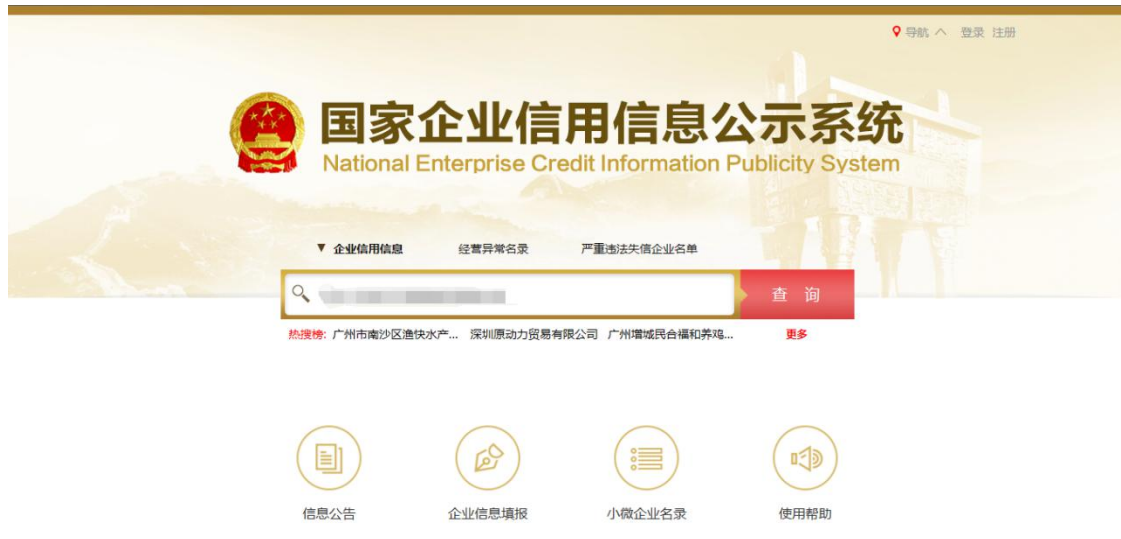 导航 登录 注册
国家企业信用信息公示系统
National Enterprise Credit Information Publicity System
企业信用信息 经营异常名录 严重违法失信企业名单
查 询
热搜榜: 广州市南沙区渔快水产... 深圳原动力贸易有限公司 广州增城民合福和养鸡... 更多
信息公告 企业信息填报 小微企业名录 使用帮助